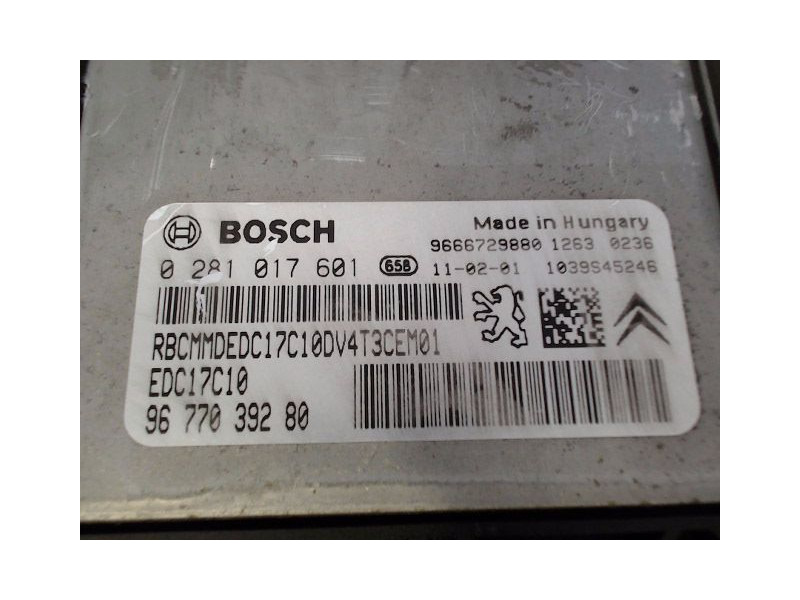 BOSCH
Made in Hungary
9666729880 1263 0236
0 281 017 601 658 11-02-01 1039S45246
RBCMMDEDC17C10DV4T3CEM01
EDC17C10
96 770 392 80